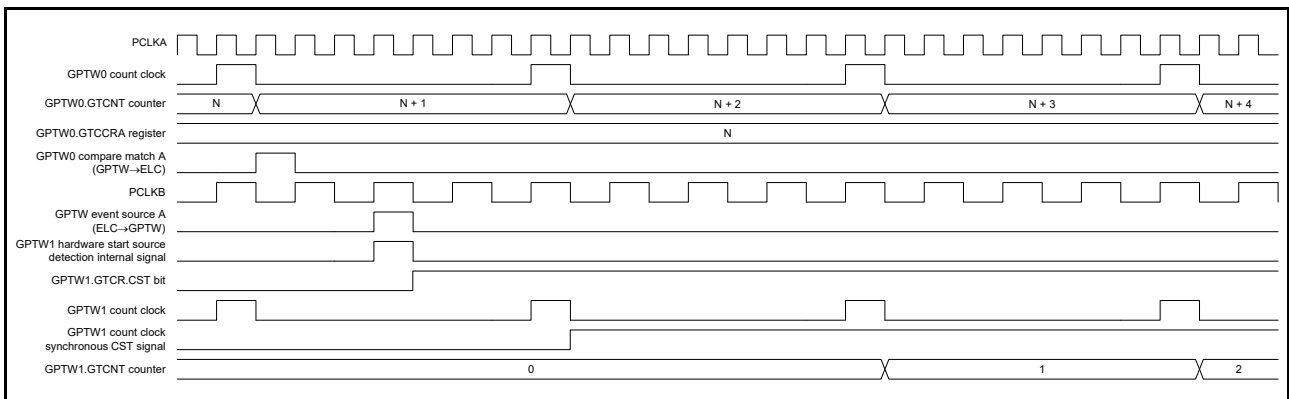 PCLKA
GPTW0 count clock
GPTW0.GTCNT counter
N
N + 1
N + 2
N + 3
N + 4
GPTW0.GTCCRA register
N
GPTW0 compare match A
(GPTW→ELC)
PCLKB
GPTW event source A
(ELC→GPTW)
GPTW1 hardware start source
detection internal signal
GPTW1.GTCR.CST bit
GPTW1 count clock
GPTW1 count clock
synchronous CST signal
GPTW1.GTCNT counter
0
1
2